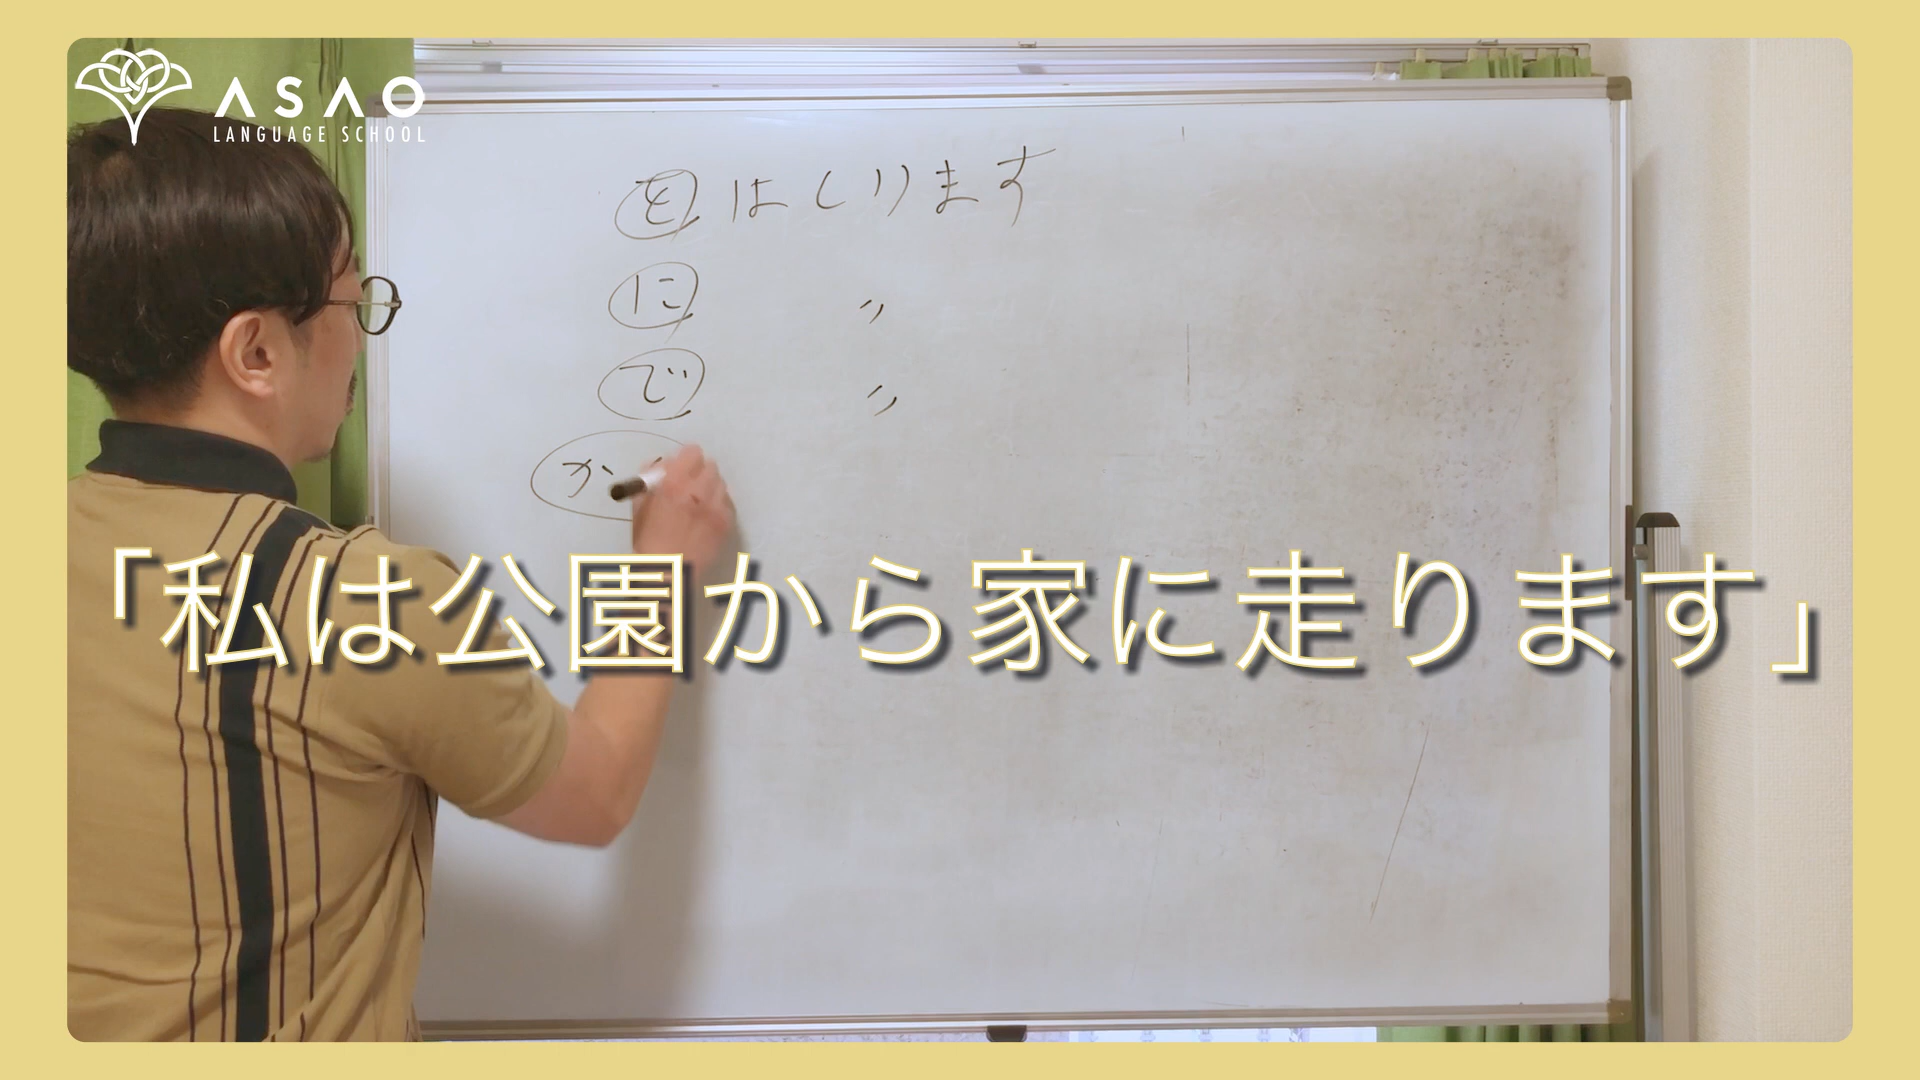 ASAO
LANGUAGE SCHOOL
を はしります
に 〃
で 〃
か
「私は公園から家に走ります」